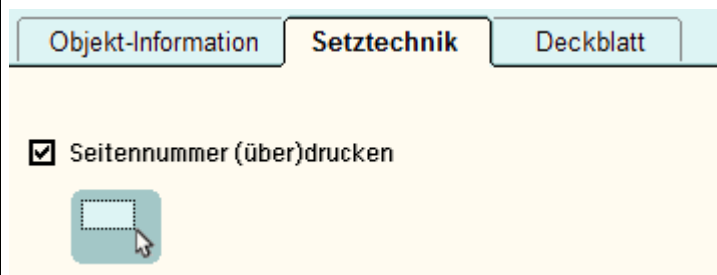 Objekt-Information Setztechnik Deckblatt
Seitennummer (über)drucken